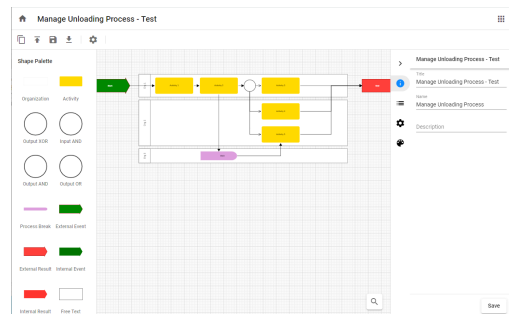 Manage Unloading Process - Test
Shape Palette
Organization
Activity
Output XOR
Input AND
Output AND
Output OR
Process Break
External Event
External Result
Internal Event
Internal Result
Free Text
Manage Unloading Process - Test
Title
Manage Unloading Process - Test
Name
Manage Unloading Process
Description
Save